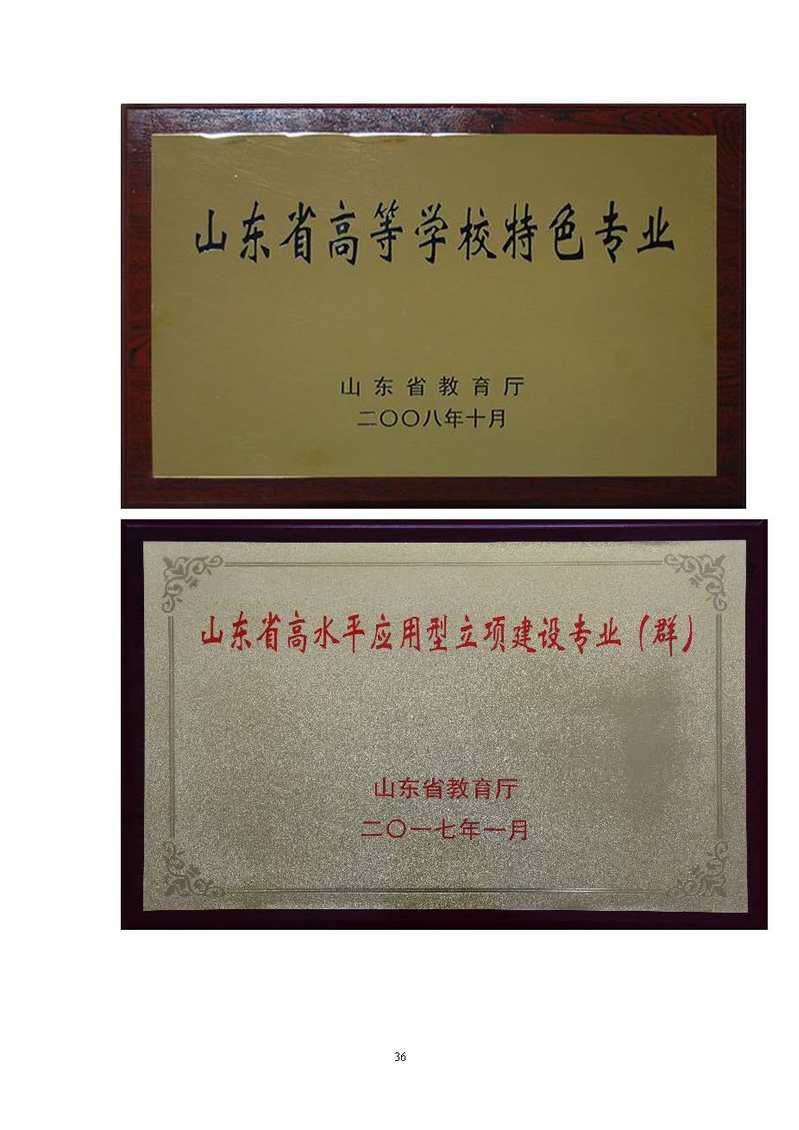 山东省高等学校特色专业
山东省教育厅
二〇〇八年十月
山东省高水平应用型立项建设专业（群）
山东省教育厅
二〇一七年一月
36